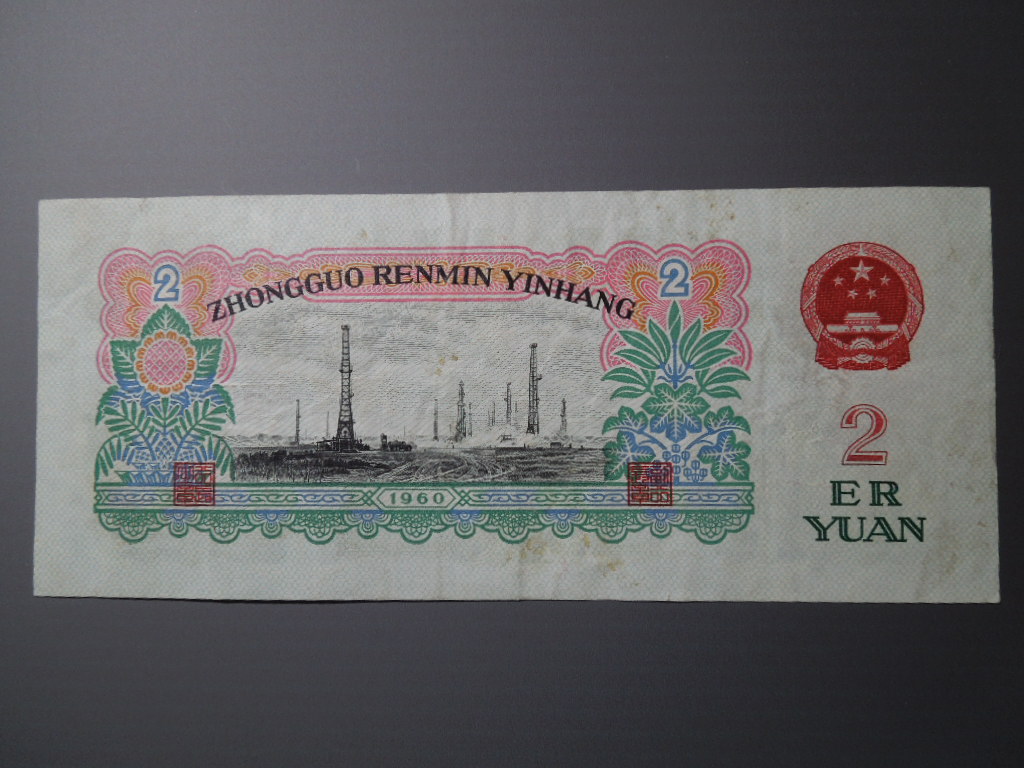 2
2
ZHONGGUO RENMIN YINHANG
1960
2
ER
YUAN